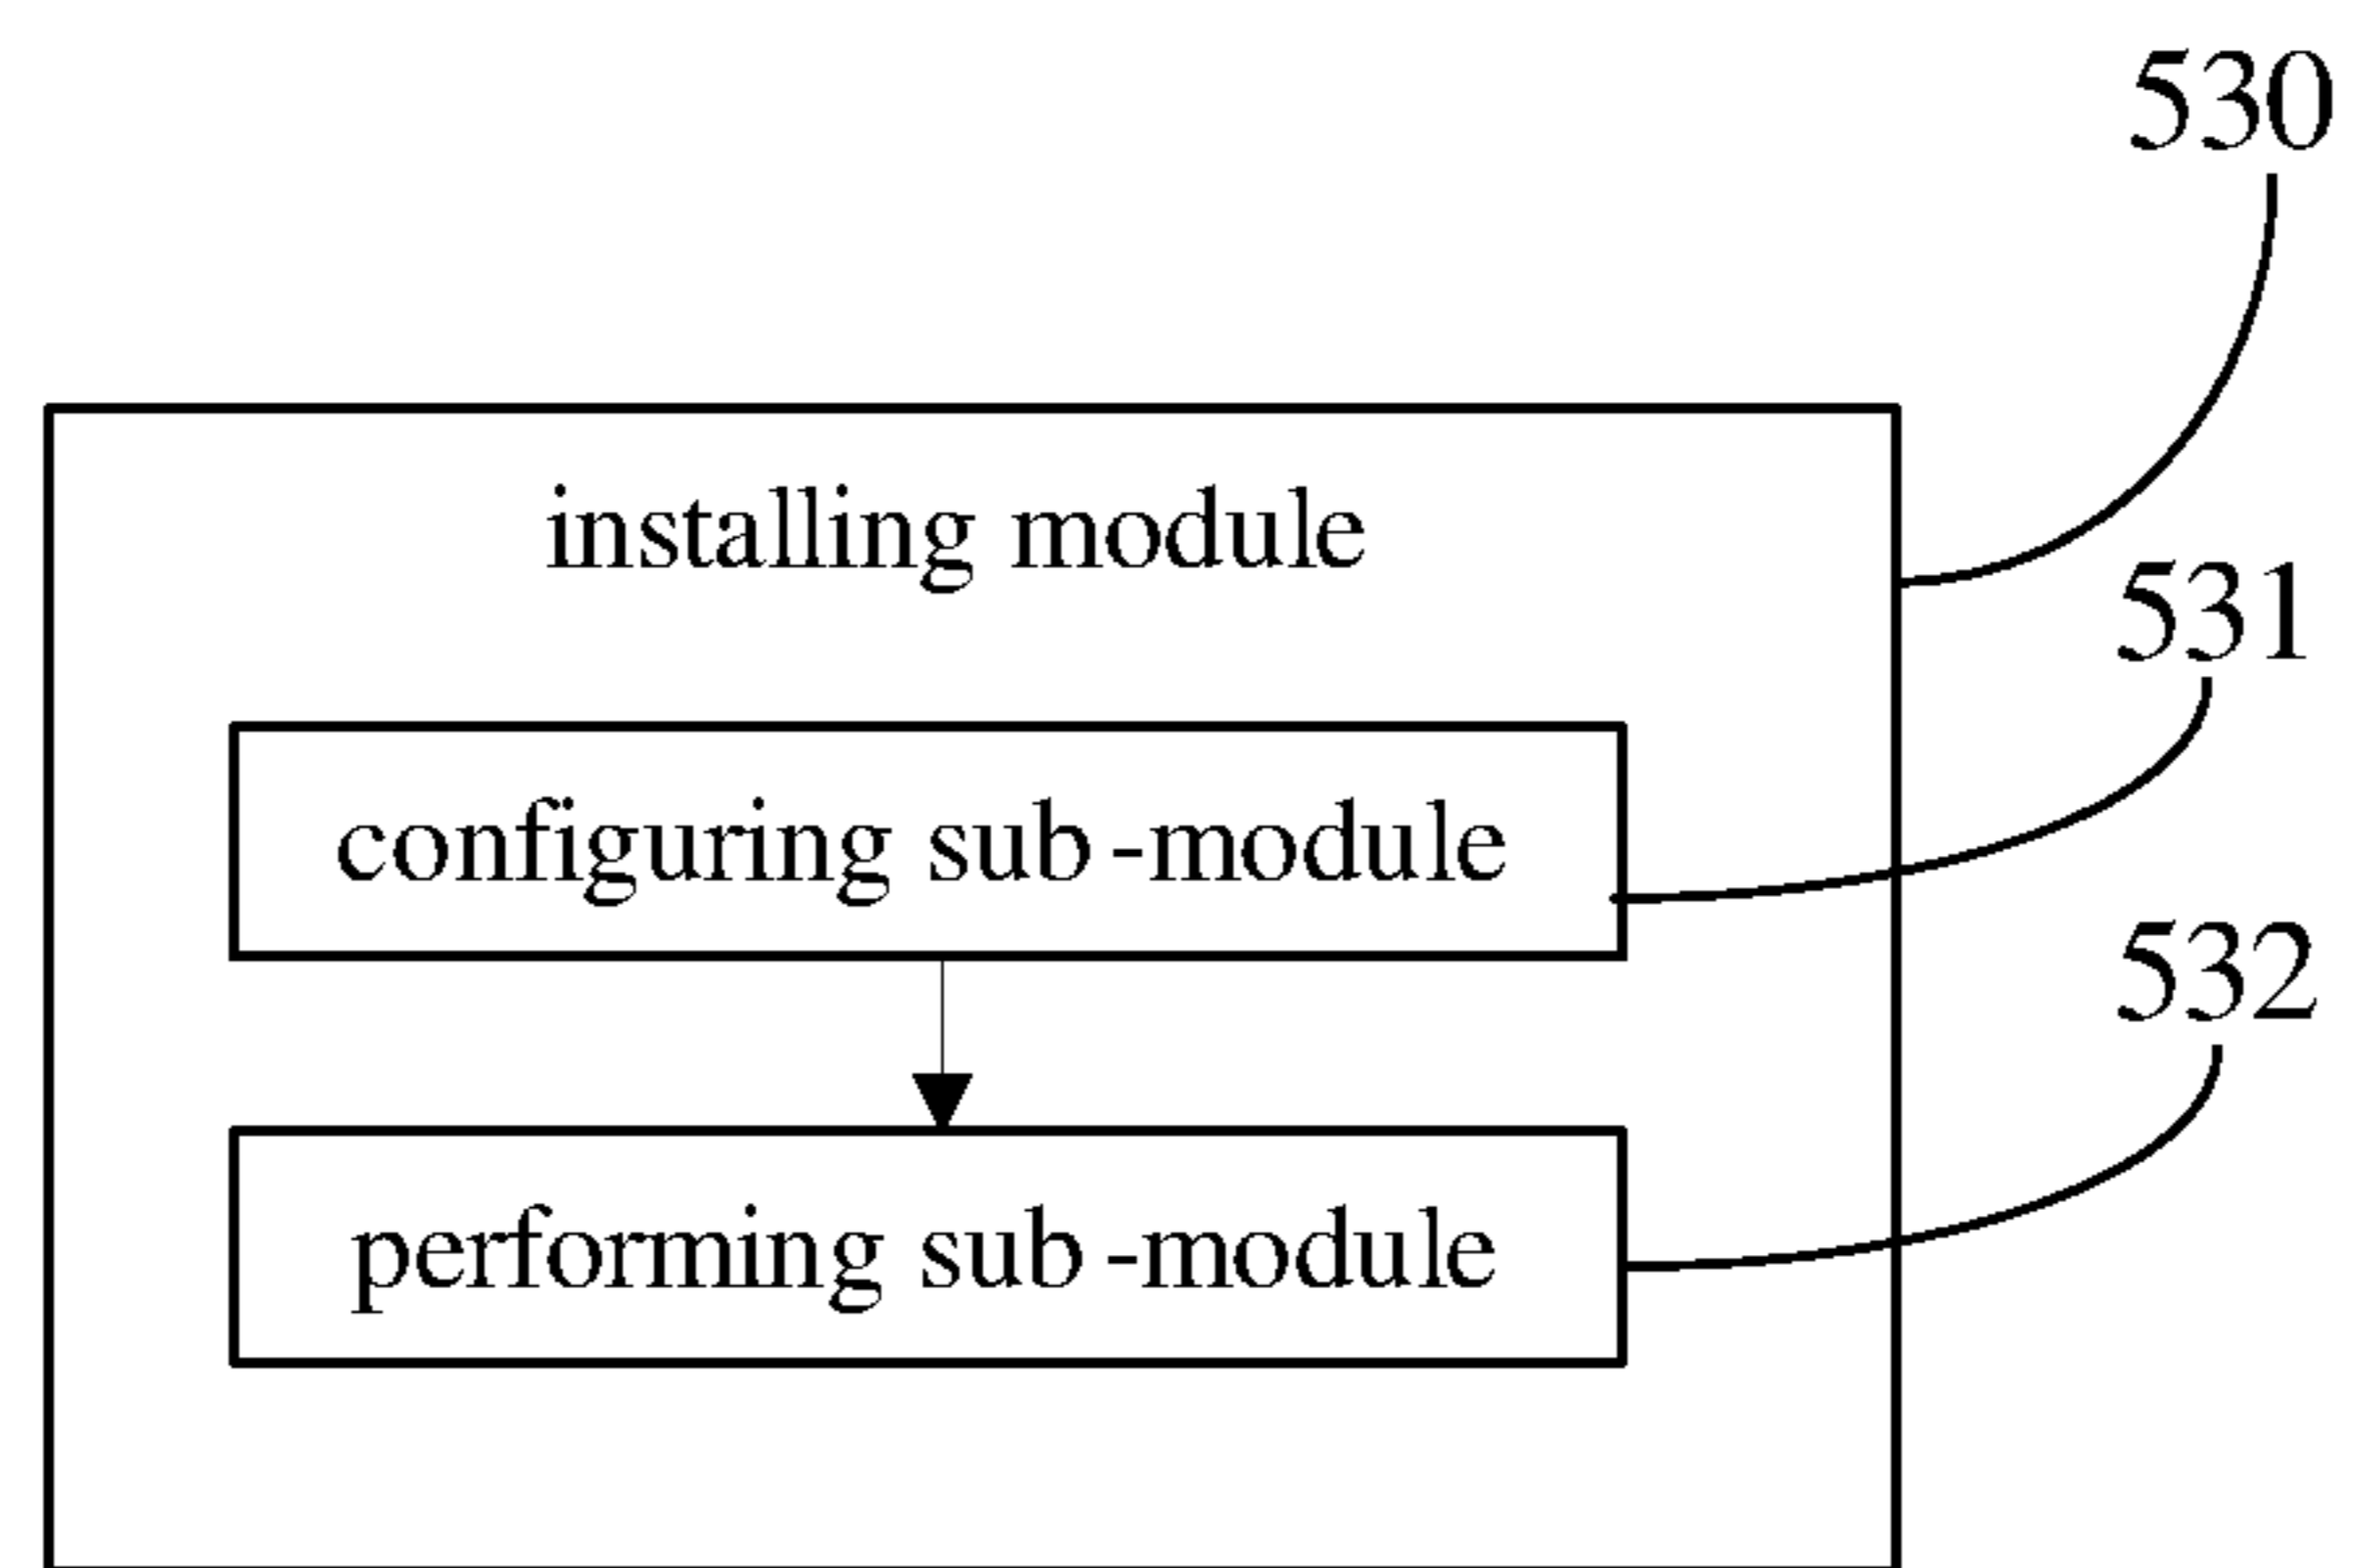 530
installing module
531
configuring sub-module
532
performing sub-module